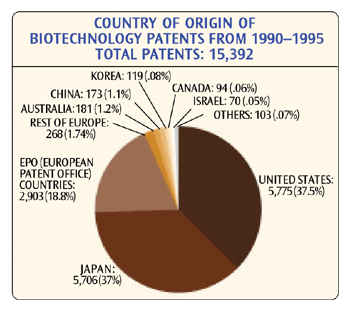 COUNTRY OF ORIGIN OF
BIOTECHNOLOGY PATENTS FROM 1990–1995
TOTAL PATENTS: 15,392
KOREA: 119 (.08%)
CANADA: 94 (.06%)
CHINA: 173 (1.1%)
ISRAEL: 70 (.05%)
AUSTRALIA: 181 (1.2%)
OTHERS: 103 (.07%)
REST OF EUROPE:
268 (1.74%)
EPO (EUROPEAN
PATENT OFFICE)
COUNTRIES:
2,903 (18.8%)
UNITED STATES:
5,775 (37.5%)
JAPAN:
5,706 (37%)